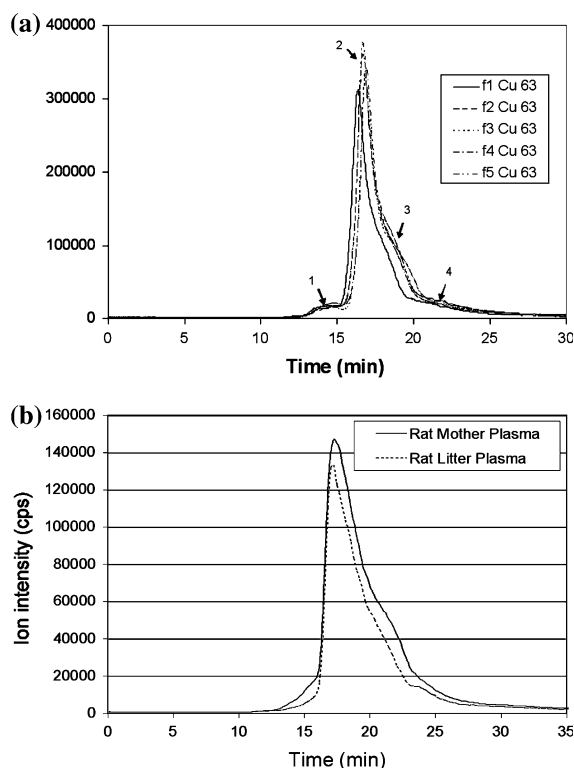 (a)
400000
300000
200000
100000
0
1
2
3
4
f1 Cu 63
f2 Cu 63
f3 Cu 63
f4 Cu 63
f5 Cu 63
0 5 10 15 20 25 30
Time (min)
(b)
Ion intensity (cps)
160000
140000
120000
100000
80000
60000
40000
20000
0
Rat Mother Plasma
Rat Litter Plasma
0 5 10 15 20 25 30 35
Time (min)